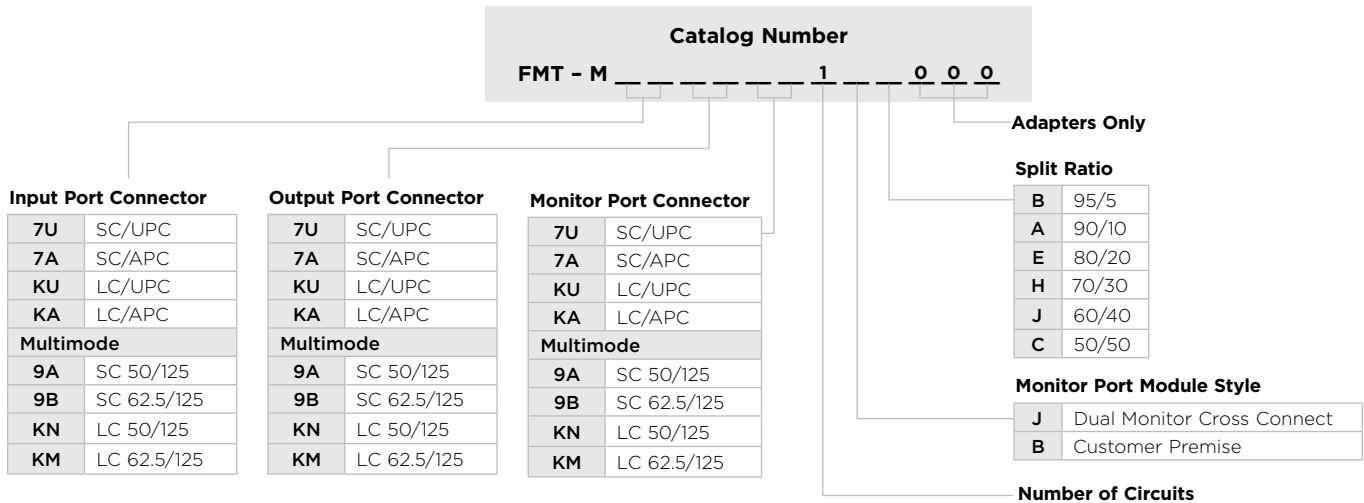 Catalog Number
FMT – M __ __ __ __ __ __ 1 __ __ 0 0 0
Adapters Only
Input Port Connector
7U SC/UPC
7A SC/APC
KU LC/UPC
KA LC/APC
Multimode
9A SC 50/125
9B SC 62.5/125
KN LC 50/125
KM LC 62.5/125
Output Port Connector
7U SC/UPC
7A SC/APC
KU LC/UPC
KA LC/APC
Multimode
9A SC 50/125
9B SC 62.5/125
KN LC 50/125
KM LC 62.5/125
Monitor Port Connector
7U SC/UPC
7A SC/APC
KU LC/UPC
KA LC/APC
Multimode
9A SC 50/125
9B SC 62.5/125
KN LC 50/125
KM LC 62.5/125
Split Ratio
B 95/5
A 90/10
E 80/20
H 70/30
J 60/40
C 50/50
Monitor Port Module Style
J Dual Monitor Cross Connect
B Customer Premise
Number of Circuits